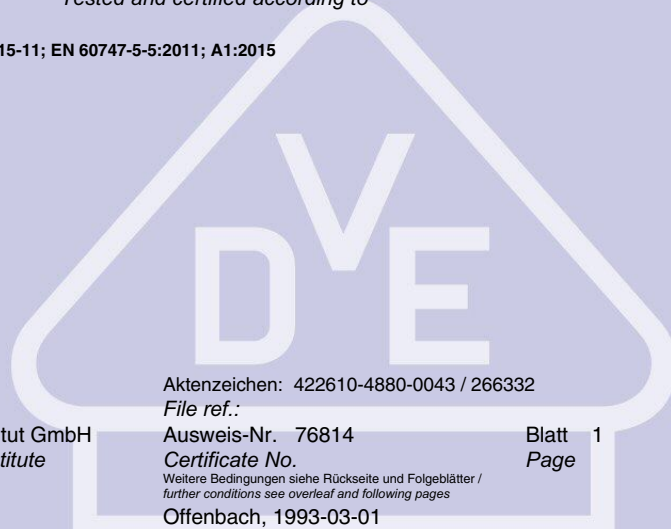 Tested and certified according to
15-11; EN 60747-5-5:2011; A1:2015
V
D E
Aktenzeichen: 422610-4880-0043 / 266332
File ref.:
tut GmbH Ausweis-Nr. 76814 Blatt 1
titute Certificate No. Page
Weitere Bedingungen siehe Rückseite und Folgeblätter /
further conditions see overleaf and following pages
Offenbach, 1993-03-01